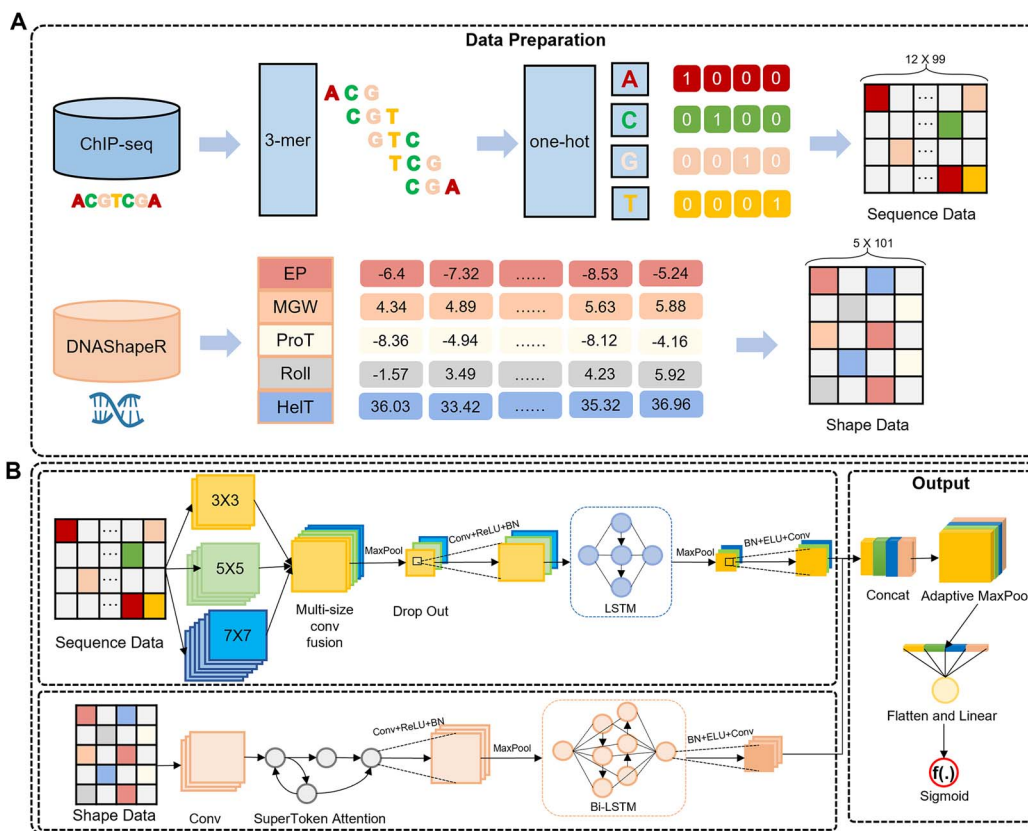 A
Data Preparation
ChIP-seq
ACGTCGA
3-mer
A C G
C G T
G T C
T C G
C G A
one-hot
A 1 0 0 0
C 0 1 0 0
G 0 0 1 0
T 0 0 0 1
12 X 99
... 
...
...
...
Sequence Data
DNAShapeR
EP -6.4 -7.32 ...... -8.53 -5.24
MGW 4.34 4.89 ...... 5.63 5.88
ProT -8.36 -4.94 ...... -8.12 -4.16
Roll -1.57 3.49 ...... 4.23 5.92
HelT 36.03 33.42 ...... 35.32 36.96
5 X 101
Shape Data
B
...
...
...
...
Sequence Data
3X3
5X5
7X7
Multi-size
conv
fusion
MaxPool
Drop Out
Conv+ReLU+BN
LSTM
MaxPool
BN+ELU+Conv
Shape Data
Conv
SuperToken Attention
Conv+ReLU+BN
MaxPool
Bi-LSTM
BN+ELU+Conv
Output
Concat
Adaptive MaxPool
Flatten and Linear
f(.)
Sigmoid